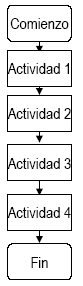 Comienzo
Actividad 1
Actividad 2
Actividad 3
Actividad 4
Fin